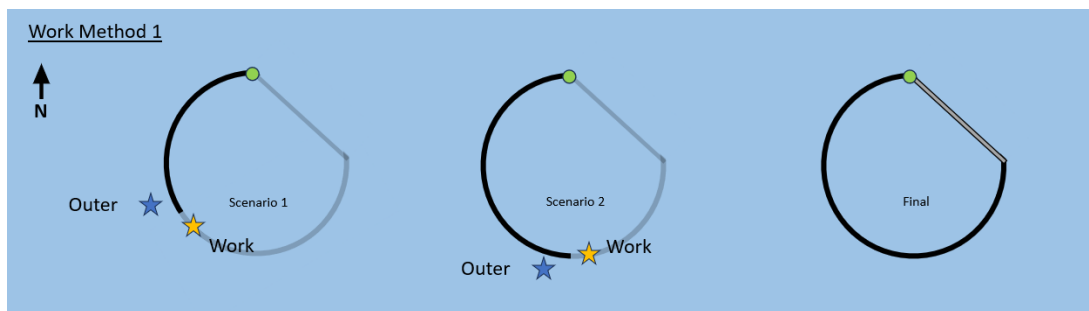 Work Method 1
N
Outer
Scenario 1
Work
Scenario 2
Work
Outer
Final